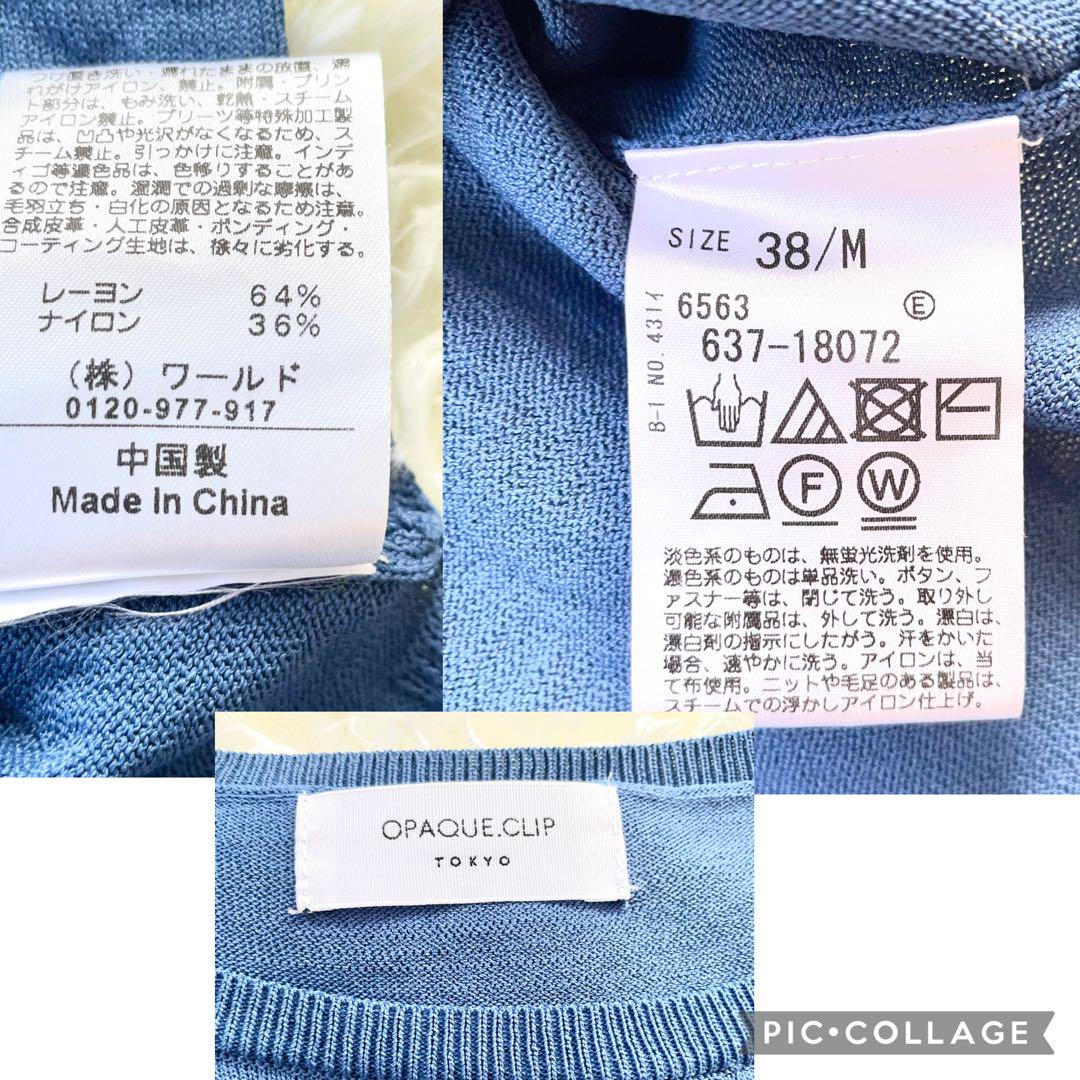 つけ置き洗い・濡れたままの放置、濡
れがけアイロン、禁止。附属・プリン
ト部分は、もみ洗い、乾熱・スチーム
アイロン禁止。プリーツ等特殊加工製
品は、凹凸や光沢がなくなるため、ス
チーム禁止。引っかけに注意。インデ
ィゴ等濃色品は、色移りすることがあ
るので注意。湿潤での過剰な摩擦は、
毛羽立ち・白化の原因となるため注意。
合成皮革・人工皮革・ボンディング・
コーティング生地は、徐々に劣化する。
レーヨン 64%
ナイロン 36%
（株）ワールド
0120-977-917
中国製
Made In China
SIZE 38/M
B-1 NO.431イ
6563 Ⓔ
637-18072
F W
淡色系のものは、無蛍光洗剤を使用。
濃色系のものは単品洗い。ボタン、フ
ァスナー等は、閉じて洗う。取り外し
可能な附属品は、外して洗う。漂白は、
漂白剤の指示にしたがう。汗をかいた
場合、速やかに洗う。アイロンは、当
て布使用。ニットや毛足のある製品は、
スチームでの浮かしアイロン仕上げ。
OPAQUE.CLIP
TOKYO
PIC•COLLAGE